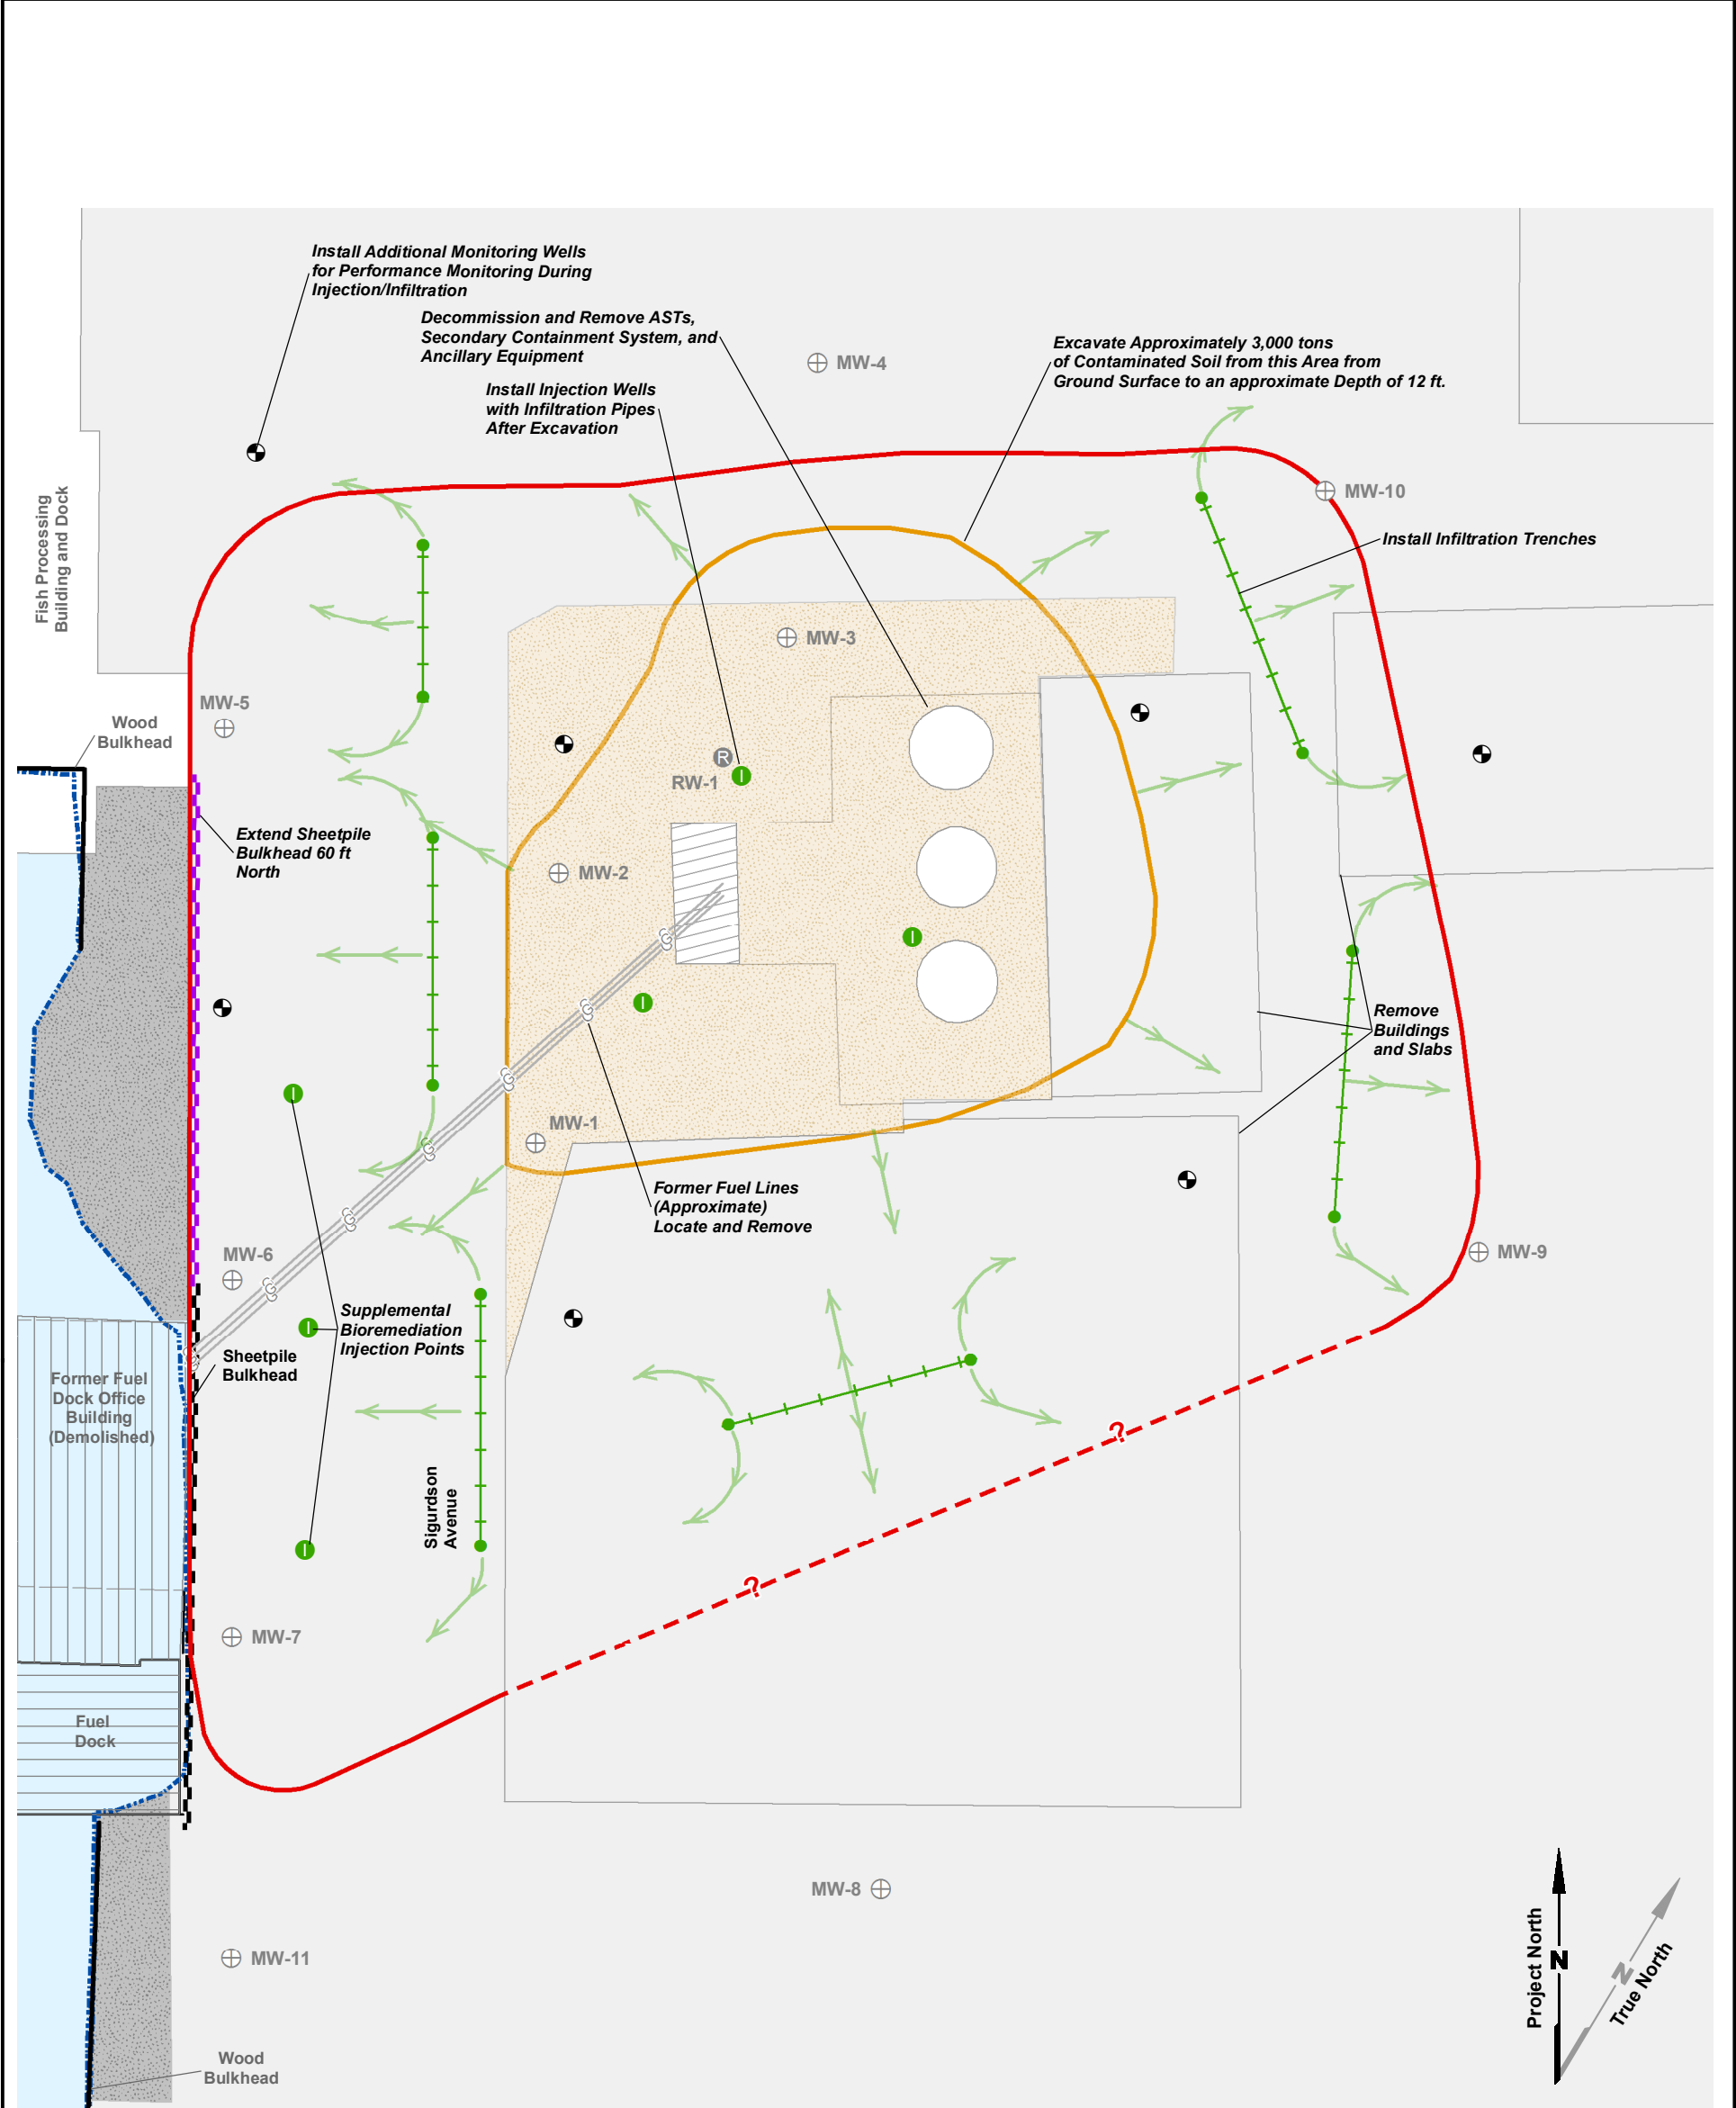 Install Additional Monitoring Wells
for Performance Monitoring During
Injection/Infiltration
Decommission and Remove ASTs,
Secondary Containment System, and
Ancillary Equipment
Excavate Approximately 3,000 tons
of Contaminated Soil from this Area from
Ground Surface to an approximate Depth of 12 ft.
MW-4
Install Injection Wells
with Infiltration Pipes
After Excavation
MW-10
Install Infiltration Trenches
Fish Processing
Building and Dock
MW-3
MW-5
Wood
Bulkhead
R
RW-1
I
Extend Sheetpile
Bulkhead 60 ft
North
MW-2
I
G
G
I
G
G
Remove
Buildings
and Slabs
G
G
I
MW-1
G
G
Former Fuel Lines
(Approximate)
Locate and Remove
G
G
MW-6
MW-9
G
G
I
Supplemental
Bioremediation
Injection Points
Sheetpile
Bulkhead
Former Fuel
Dock Office
Building
(Demolished)
?
Sigurdson
Avenue
I
?
MW-7
Fuel
Dock
MW-8
MW-11
Project North
N
N
True North
Wood
Bulkhead